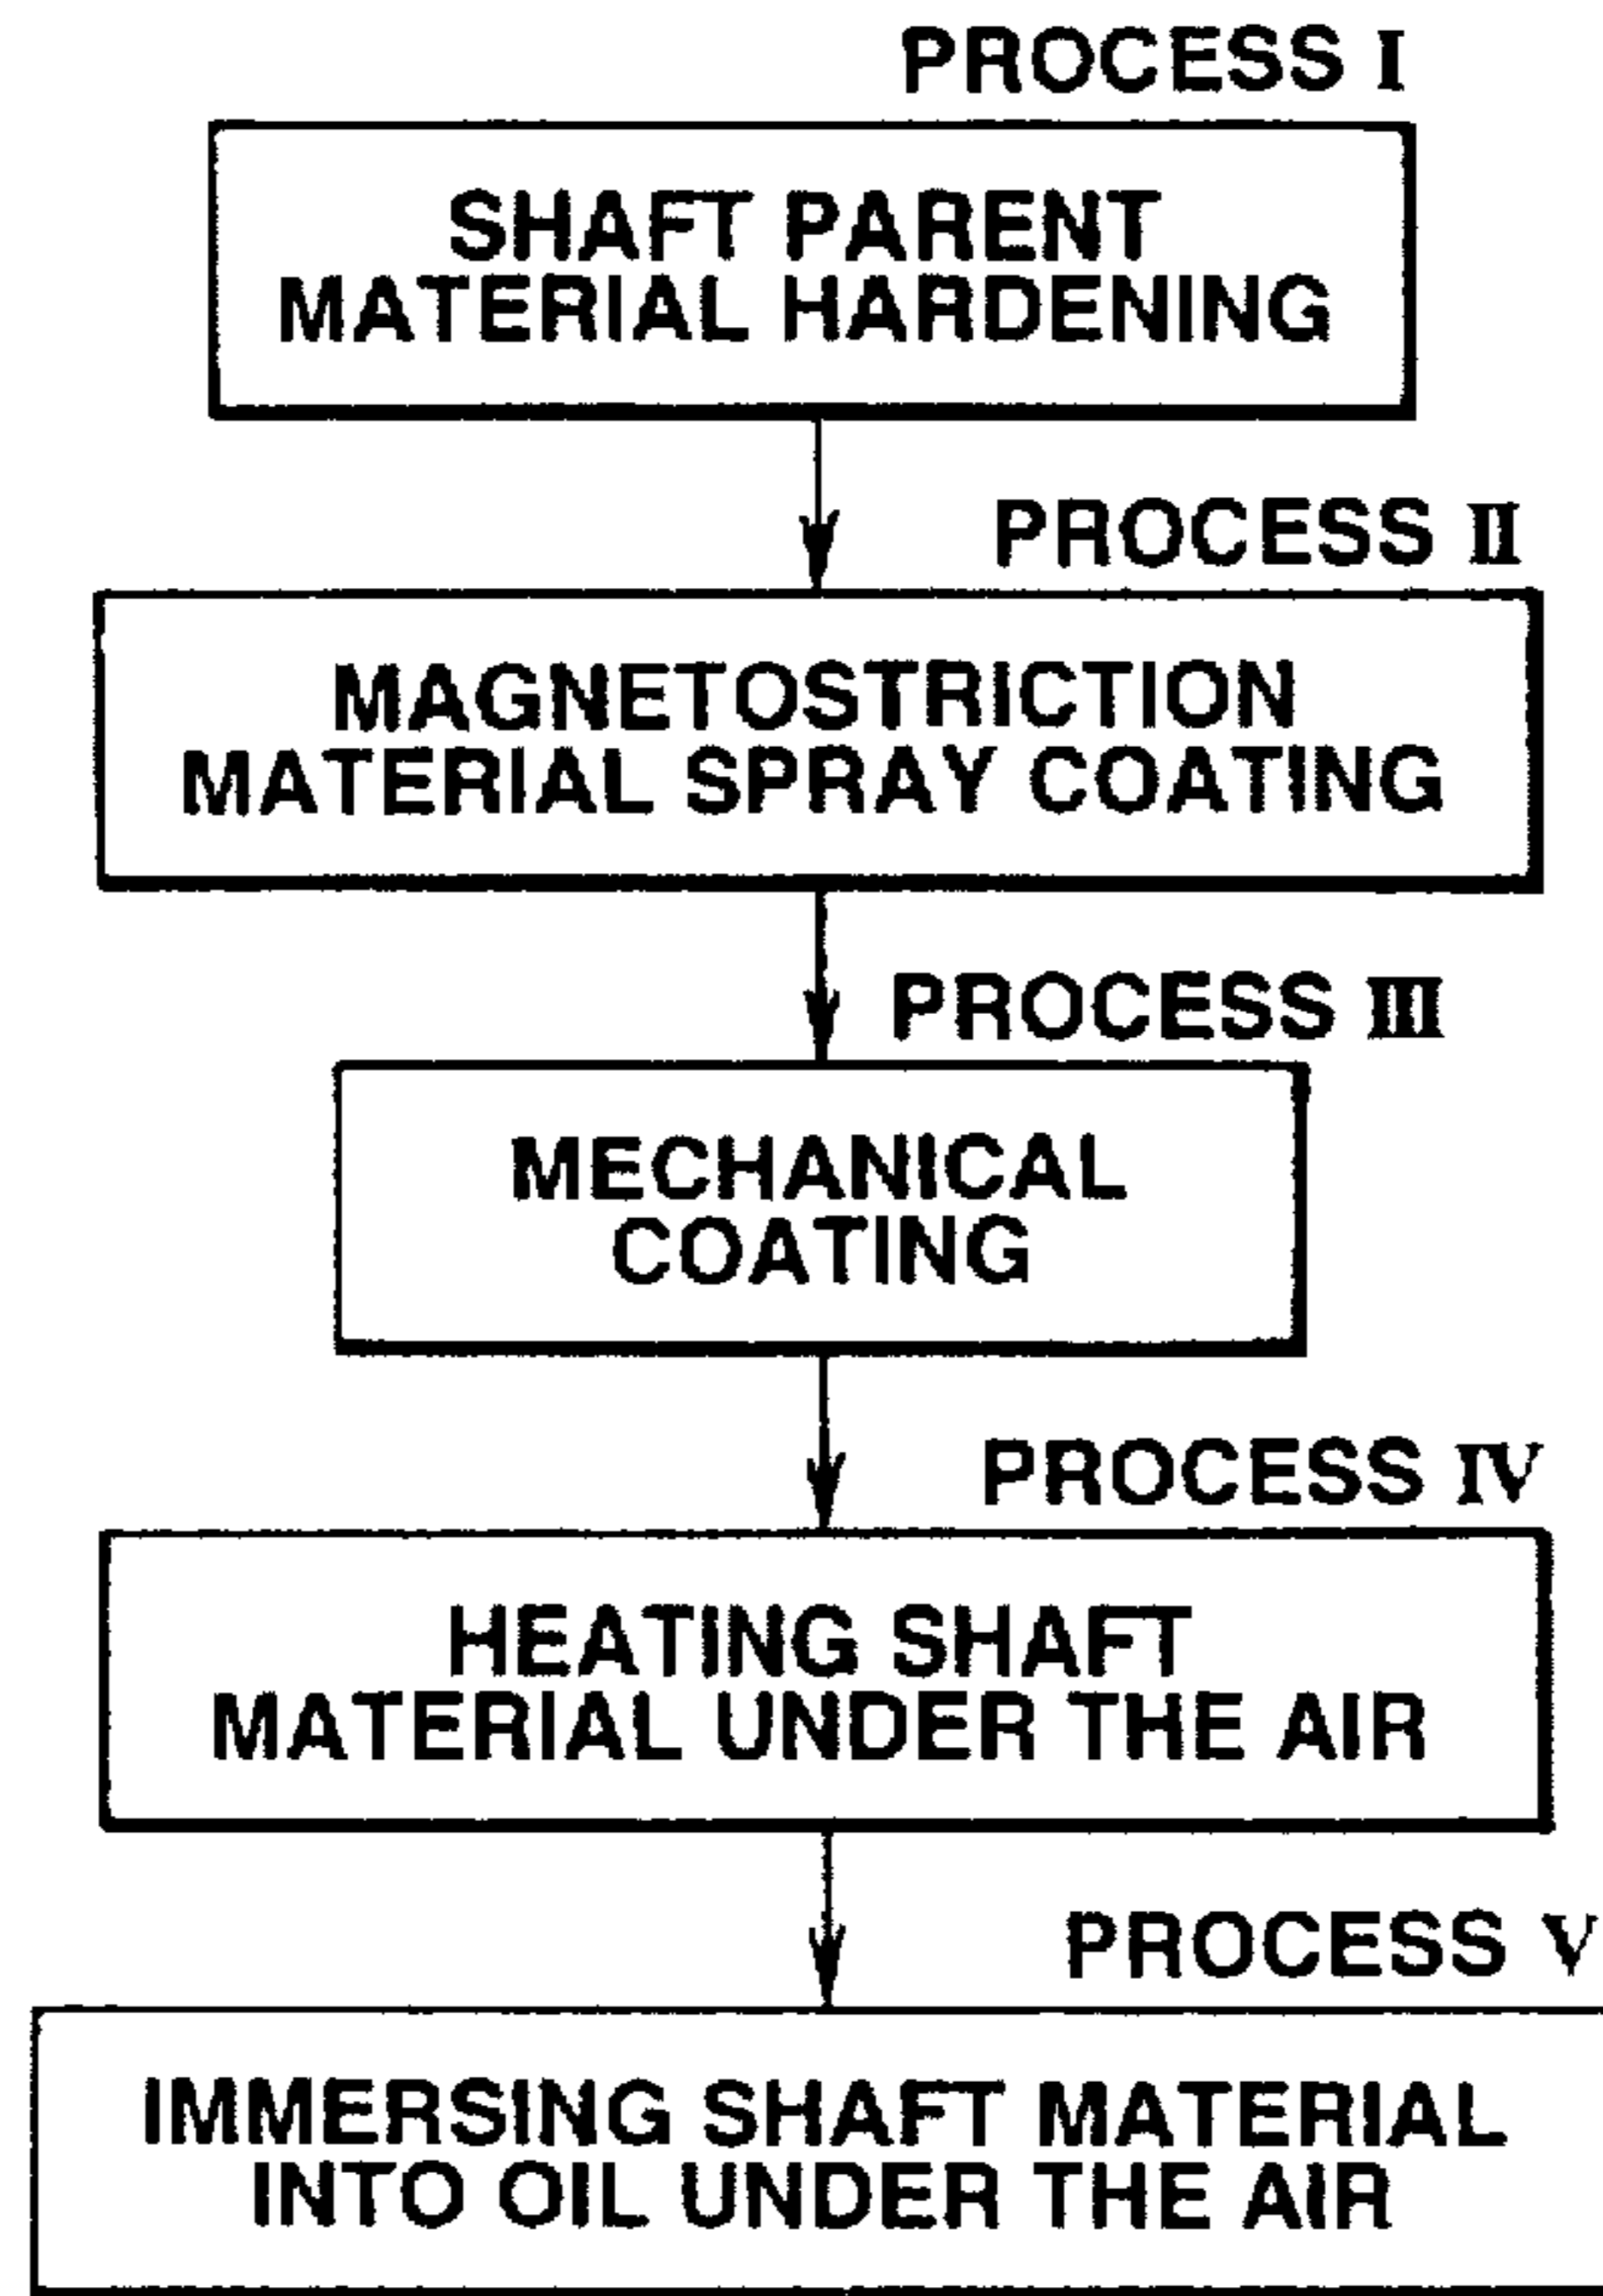 PROCESS I
SHAFT PARENT
MATERIAL HARDENING
PROCESS II
MAGNETOSTRICTION
MATERIAL SPRAY COATING
PROCESS III
MECHANICAL
COATING
PROCESS IV
HEATING SHAFT
MATERIAL UNDER THE AIR
PROCESS V
IMMERSING SHAFT MATERIAL
INTO OIL UNDER THE AIR